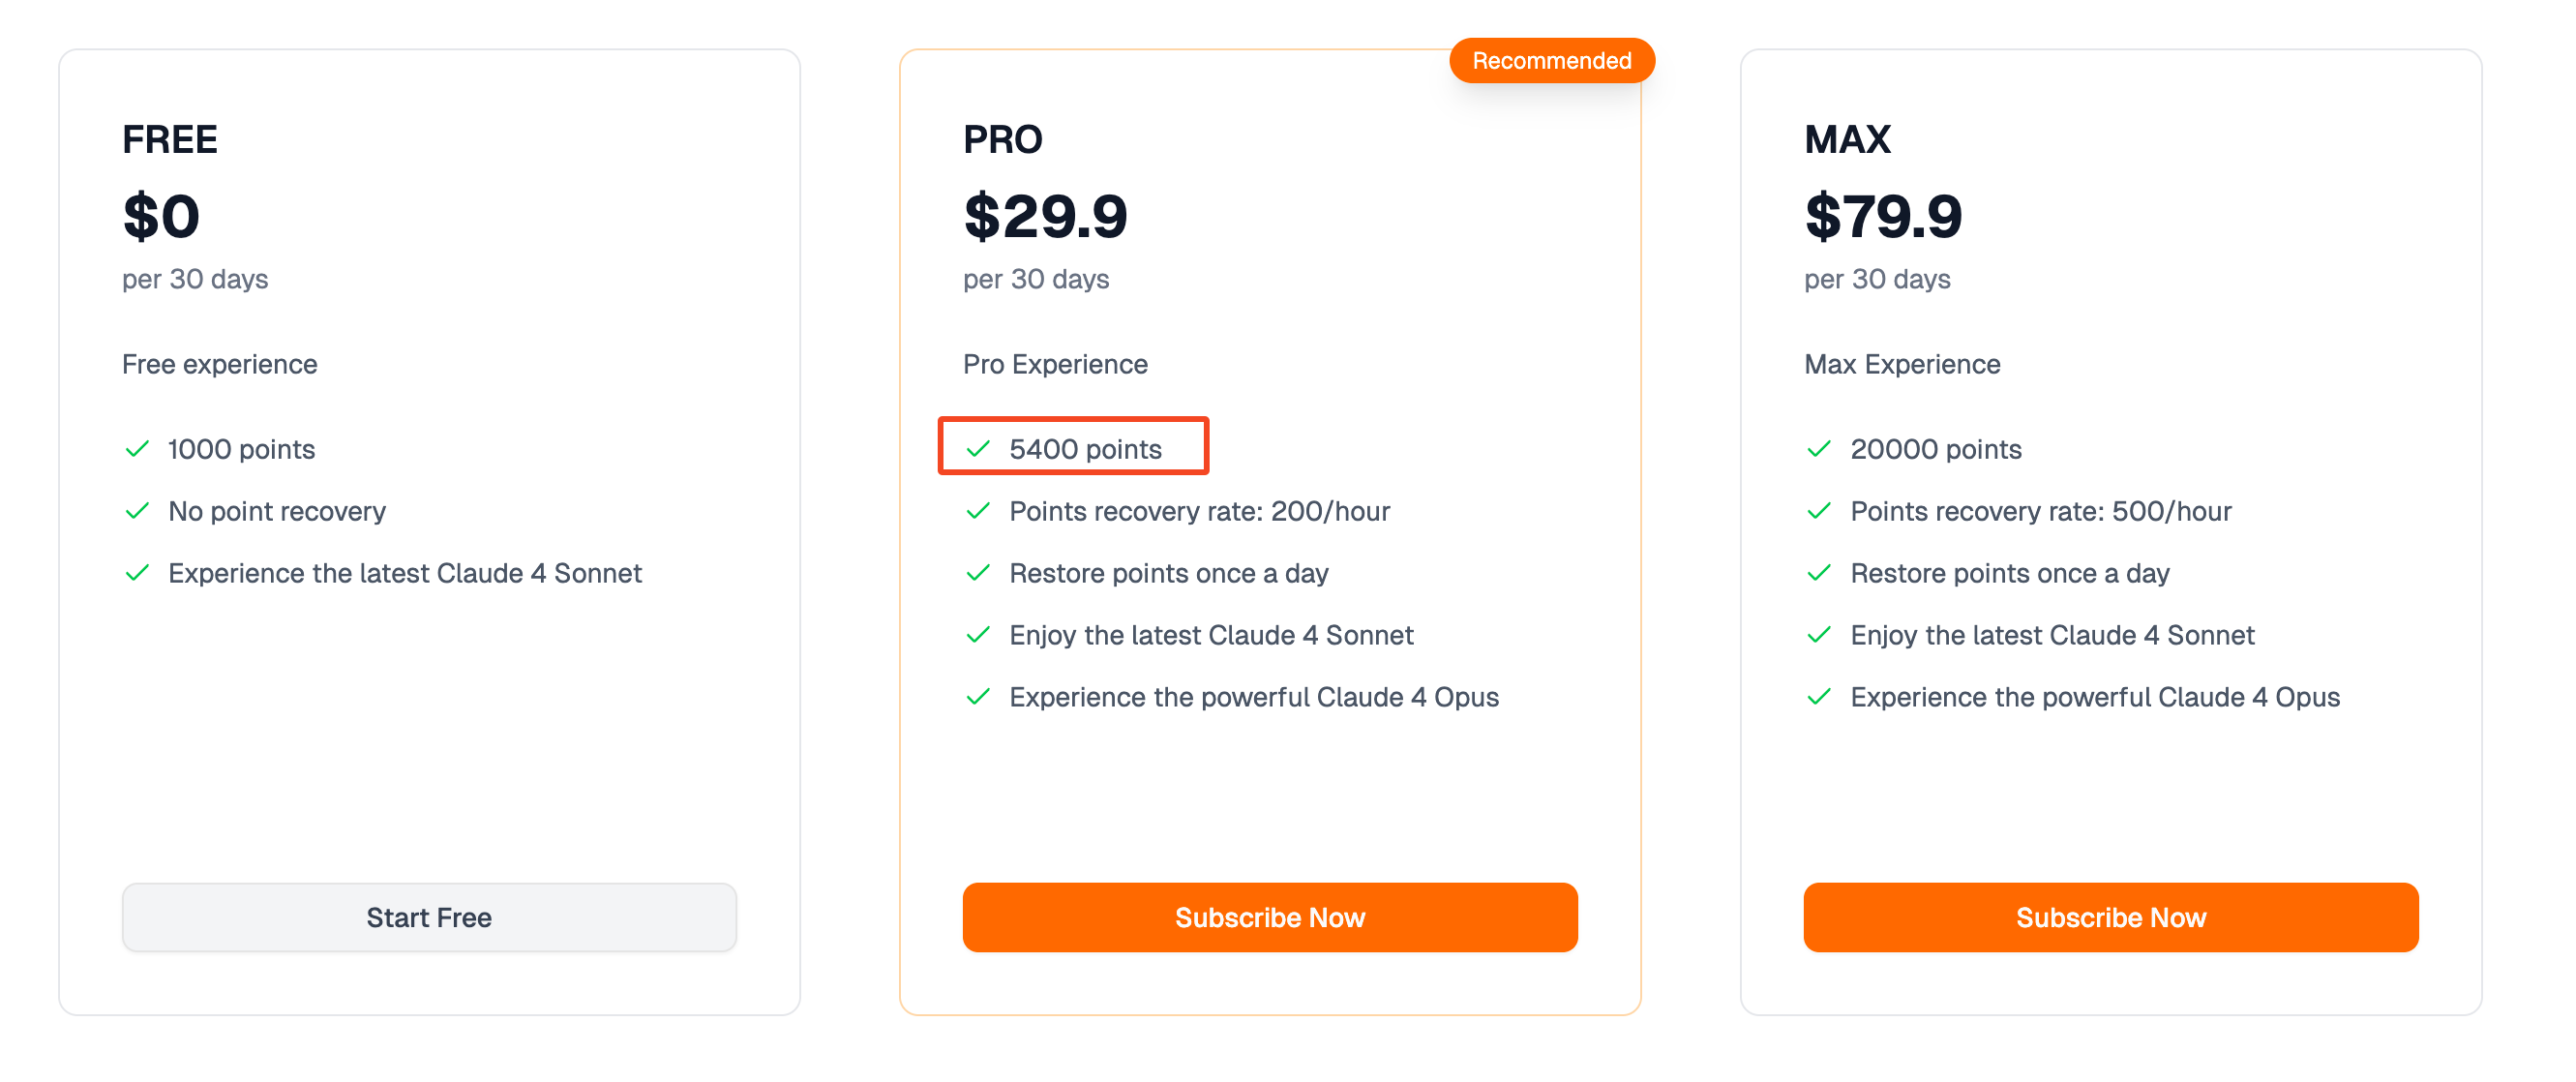 FREE
$0
per 30 days
Free experience
1000 points
No point recovery
Experience the latest Claude 4 Sonnet
Start Free
Recommended
PRO
$29.9
per 30 days
Pro Experience
5400 points
Points recovery rate: 200/hour
Restore points once a day
Enjoy the latest Claude 4 Sonnet
Experience the powerful Claude 4 Opus
Subscribe Now
MAX
$79.9
per 30 days
Max Experience
20000 points
Points recovery rate: 500/hour
Restore points once a day
Enjoy the latest Claude 4 Sonnet
Experience the powerful Claude 4 Opus
Subscribe Now